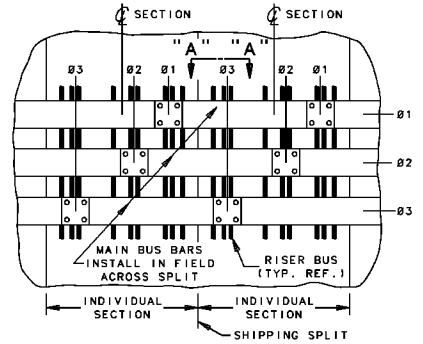 ℄ SECTION
℄ SECTION
"A" "A"
Ø3 Ø2 Ø1 Ø3 Ø2 Ø1
Ø1
Ø2
Ø3
MAIN BUS BARS
INSTALL IN FIELD
ACROSS SPLIT
RISER BUS
(TYP. REF.)
INDIVIDUAL
SECTION
INDIVIDUAL
SECTION
SHIPPING SPLIT